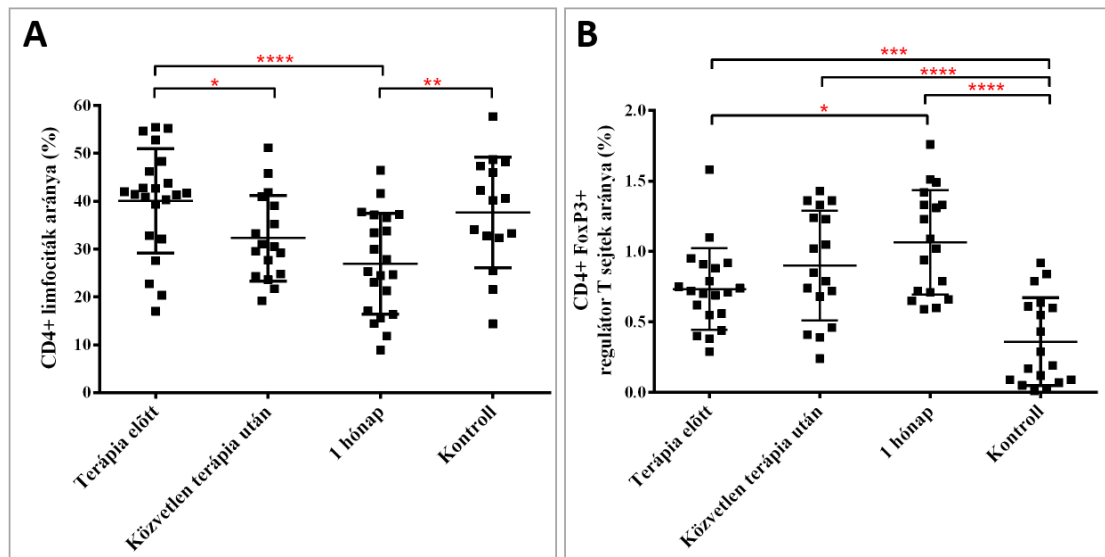 A
****
*
**
CD4+ limfociták aránya (%)
60
50
40
30
20
10
0
Terápia előtt
Közvetlen terápia után
1 hónap
Kontroll
B
***
****
****
*
CD4+ FoxP3+
regulátor T sejtek aránya (%)
2.0
1.5
1.0
0.5
0.0
Terápia előtt
Közvetlen terápia után
1 hónap
Kontroll